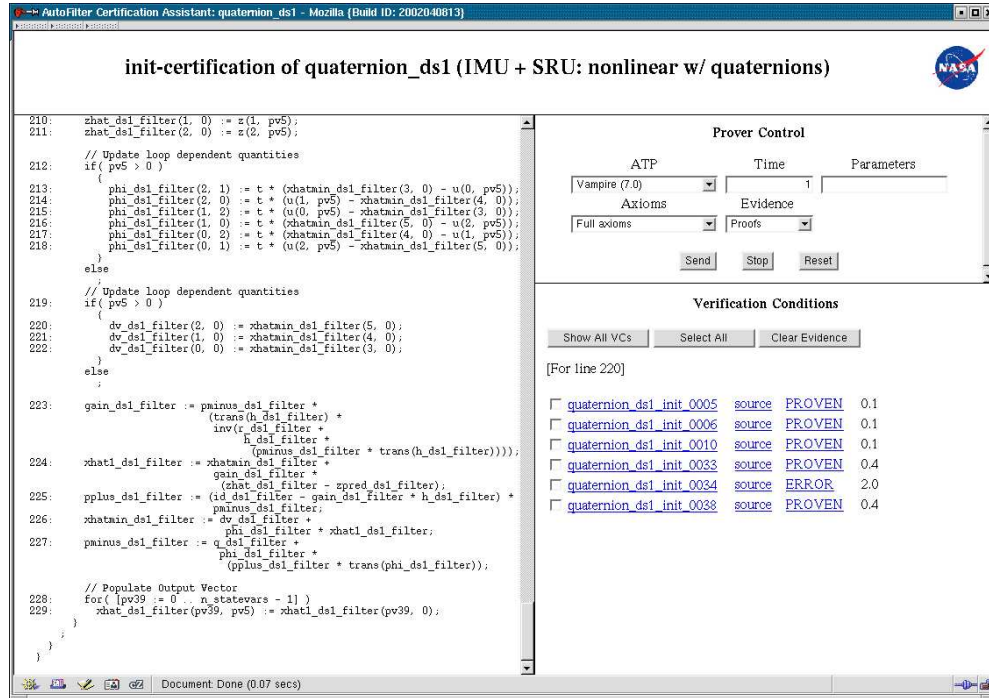 AutoFilter Certification Assistant: quaternion_ds1 - Mozilla {Build ID: 2002040813}
init-certification of quaternion_ds1 (IMU + SRU: nonlinear w/ quaternions)
NASA
210: zhat_ds1_filter(1, 0) := z(1, pv5);
211: zhat_ds1_filter(2, 0) := z(2, pv5);
// Update loop dependent quantities
212: if( pv5 > 0 )
{
213: phi_ds1_filter(2, 1) := t * (xhatmin_ds1_filter(3, 0) - u(0, pv5));
214: phi_ds1_filter(2, 0) := t * (u(1, pv5) - xhatmin_ds1_filter(4, 0));
215: phi_ds1_filter(1, 2) := t * (u(0, pv5) - xhatmin_ds1_filter(3, 0));
216: phi_ds1_filter(1, 0) := t * (xhatmin_ds1_filter(5, 0) - u(2, pv5));
217: phi_ds1_filter(0, 2) := t * (xhatmin_ds1_filter(4, 0) - u(1, pv5));
218: phi_ds1_filter(0, 1) := t * (u(2, pv5) - xhatmin_ds1_filter(5, 0));
}
else
;
// Update loop dependent quantities
219: if( pv5 > 0 )
{
220: dv_ds1_filter(2, 0) := xhatmin_ds1_filter(5, 0);
221: dv_ds1_filter(1, 0) := xhatmin_ds1_filter(4, 0);
222: dv_ds1_filter(0, 0) := xhatmin_ds1_filter(3, 0);
}
else
;
223: gain_ds1_filter := pminus_ds1_filter *
(trans(h_ds1_filter) *
inv(r_ds1_filter +
h_ds1_filter *
(pminus_ds1_filter * trans(h_ds1_filter))));
224: xhat1_ds1_filter := xhatmin_ds1_filter +
gain_ds1_filter *
(zhat_ds1_filter - zpred_ds1_filter);
225: pplus_ds1_filter := (id_ds1_filter - gain_ds1_filter * h_ds1_filter) *
pminus_ds1_filter;
226: xhatmin_ds1_filter := dv_ds1_filter +
phi_ds1_filter * xhat1_ds1_filter;
227: pminus_ds1_filter := q_ds1_filter +
phi_ds1_filter *
(pplus_ds1_filter * trans(phi_ds1_filter));
// Populate Output Vector
228: for( [pv39 := 0 .. n_statevars - 1] )
229: xhat_ds1_filter(pv39, pv5) := xhat1_ds1_filter(pv39, 0);
}
;
}
}
Prover Control
ATP Time Parameters
Vampire (7.0) 1
Axioms Evidence
Full axioms Proofs
Send Stop Reset
Verification Conditions
Show All VCs Select All Clear Evidence
[For line 220]
quaternion_ds1_init_0005 source PROVEN 0.1
quaternion_ds1_init_0006 source PROVEN 0.1
quaternion_ds1_init_0010 source PROVEN 0.1
quaternion_ds1_init_0033 source PROVEN 0.4
quaternion_ds1_init_0034 source ERROR 2.0
quaternion_ds1_init_0038 source PROVEN 0.4
Document: Done (0.07 secs)